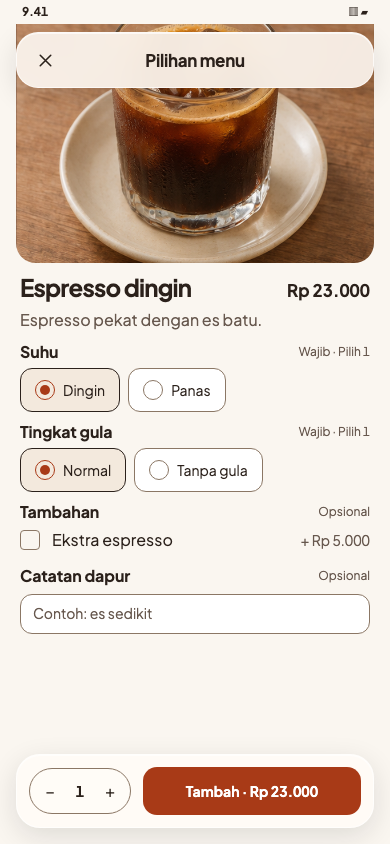 9.41
Pilihan menu
Espresso dingin Rp 23.000
Espresso pekat dengan es batu.
Suhu Wajib · Pilih 1
Dingin Panas
Tingkat gula Wajib · Pilih 1
Normal Tanpa gula
Tambahan Opsional
Ekstra espresso + Rp 5.000
Catatan dapur Opsional
Contoh: es sedikit
− 1 + Tambah · Rp 23.000